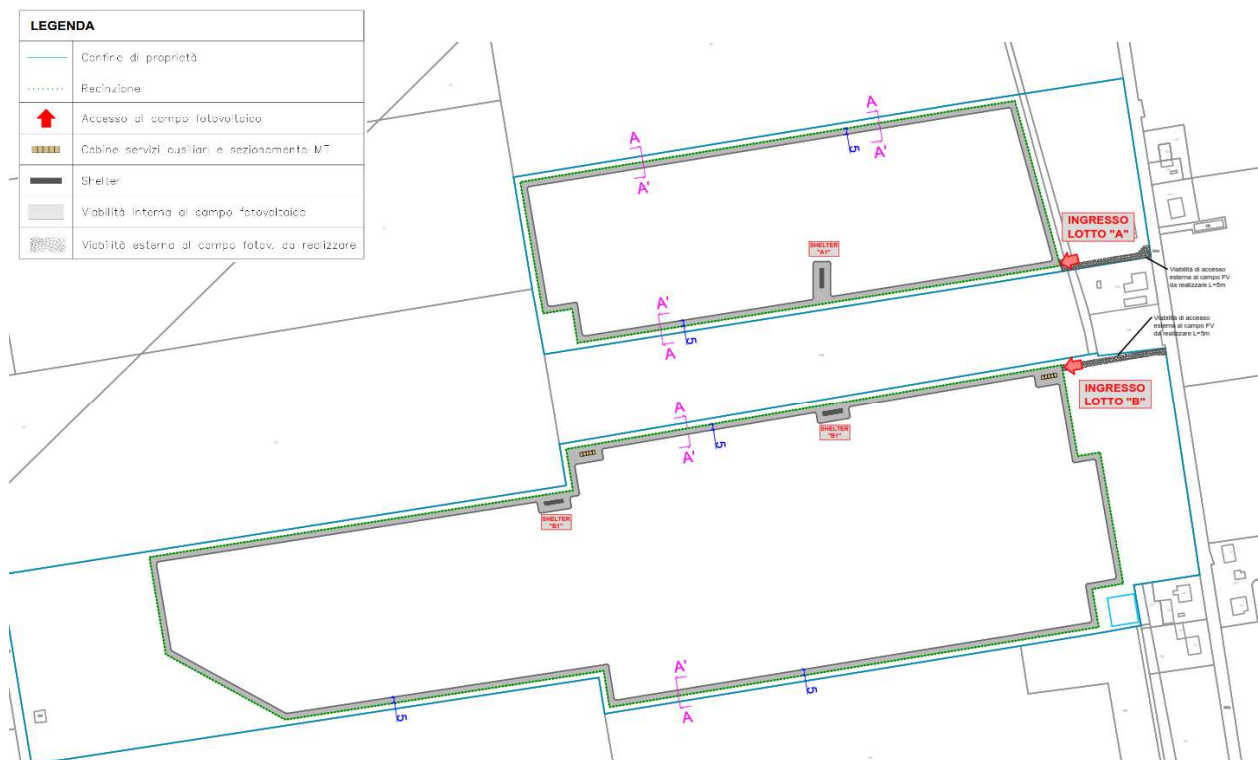 LEGENDA
Confine di proprietà
Recinzione
Accesso al campo fotovoltaico
Cabine servizi ausiliari e sezionamento MT
Shelter
Viabilità interna al campo fotovoltaico
Viabilità esterna al campo fotov. da realizzare
A
A'
A
A'
5
INGRESSO
LOTTO "A"
SHELTER
"A1"
Viabilità di accesso
esterna al campo FV
da realizzare L=5m
A'
A
5
Viabilità di accesso
esterna al campo FV
da realizzare L=5m
INGRESSO
LOTTO "B"
A
A'
5
SHELTER
"B1"
SHELTER
"B1"
A'
A
5
5